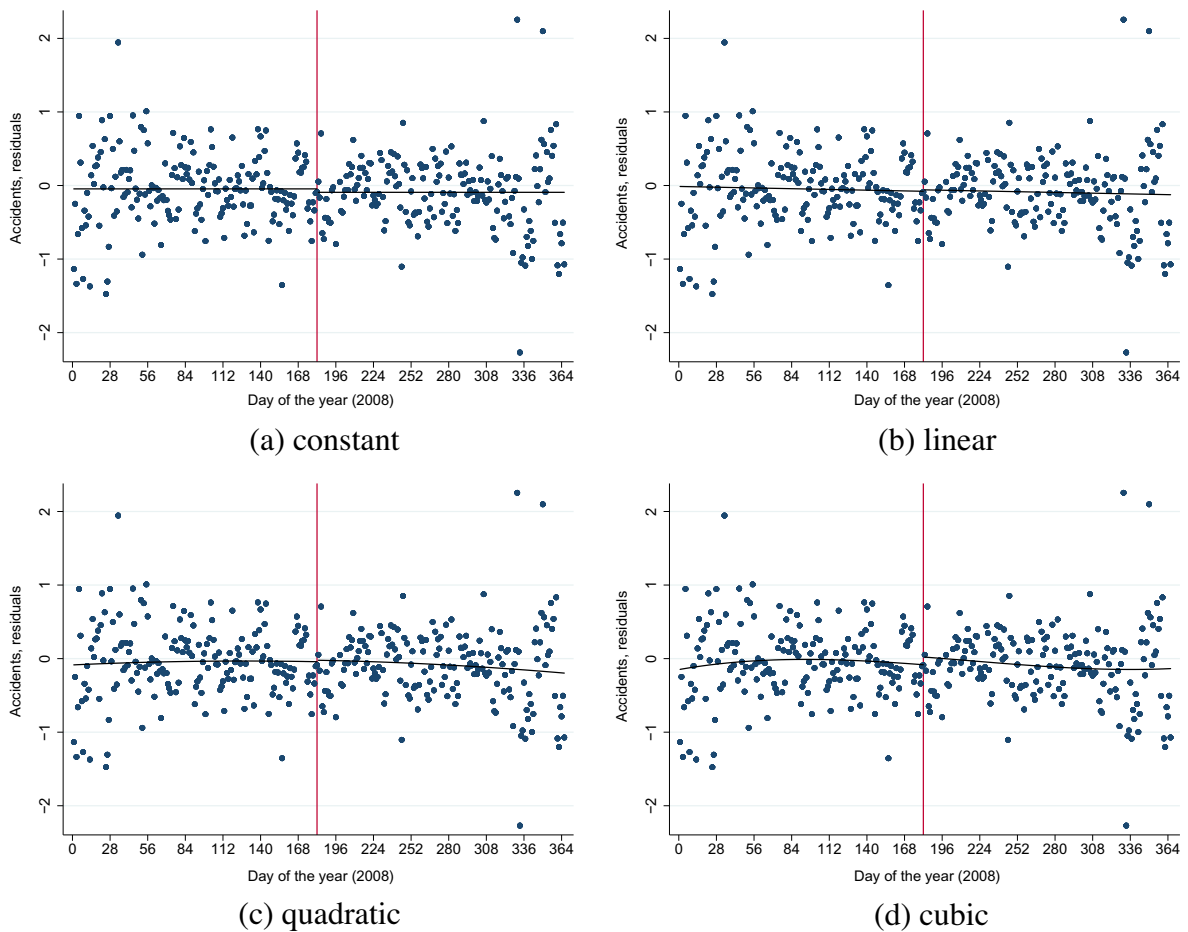 2
1
0
−1
−2
Accidents, residuals
0 28 56 84 112 140 168 196 224 252 280 308 336 364
Day of the year (2008)
(a) constant
2
1
0
−1
−2
Accidents, residuals
0 28 56 84 112 140 168 196 224 252 280 308 336 364
Day of the year (2008)
(b) linear
2
1
0
−1
−2
Accidents, residuals
0 28 56 84 112 140 168 196 224 252 280 308 336 364
Day of the year (2008)
(c) quadratic
2
1
0
−1
−2
Accidents, residuals
0 28 56 84 112 140 168 196 224 252 280 308 336 364
Day of the year (2008)
(d) cubic